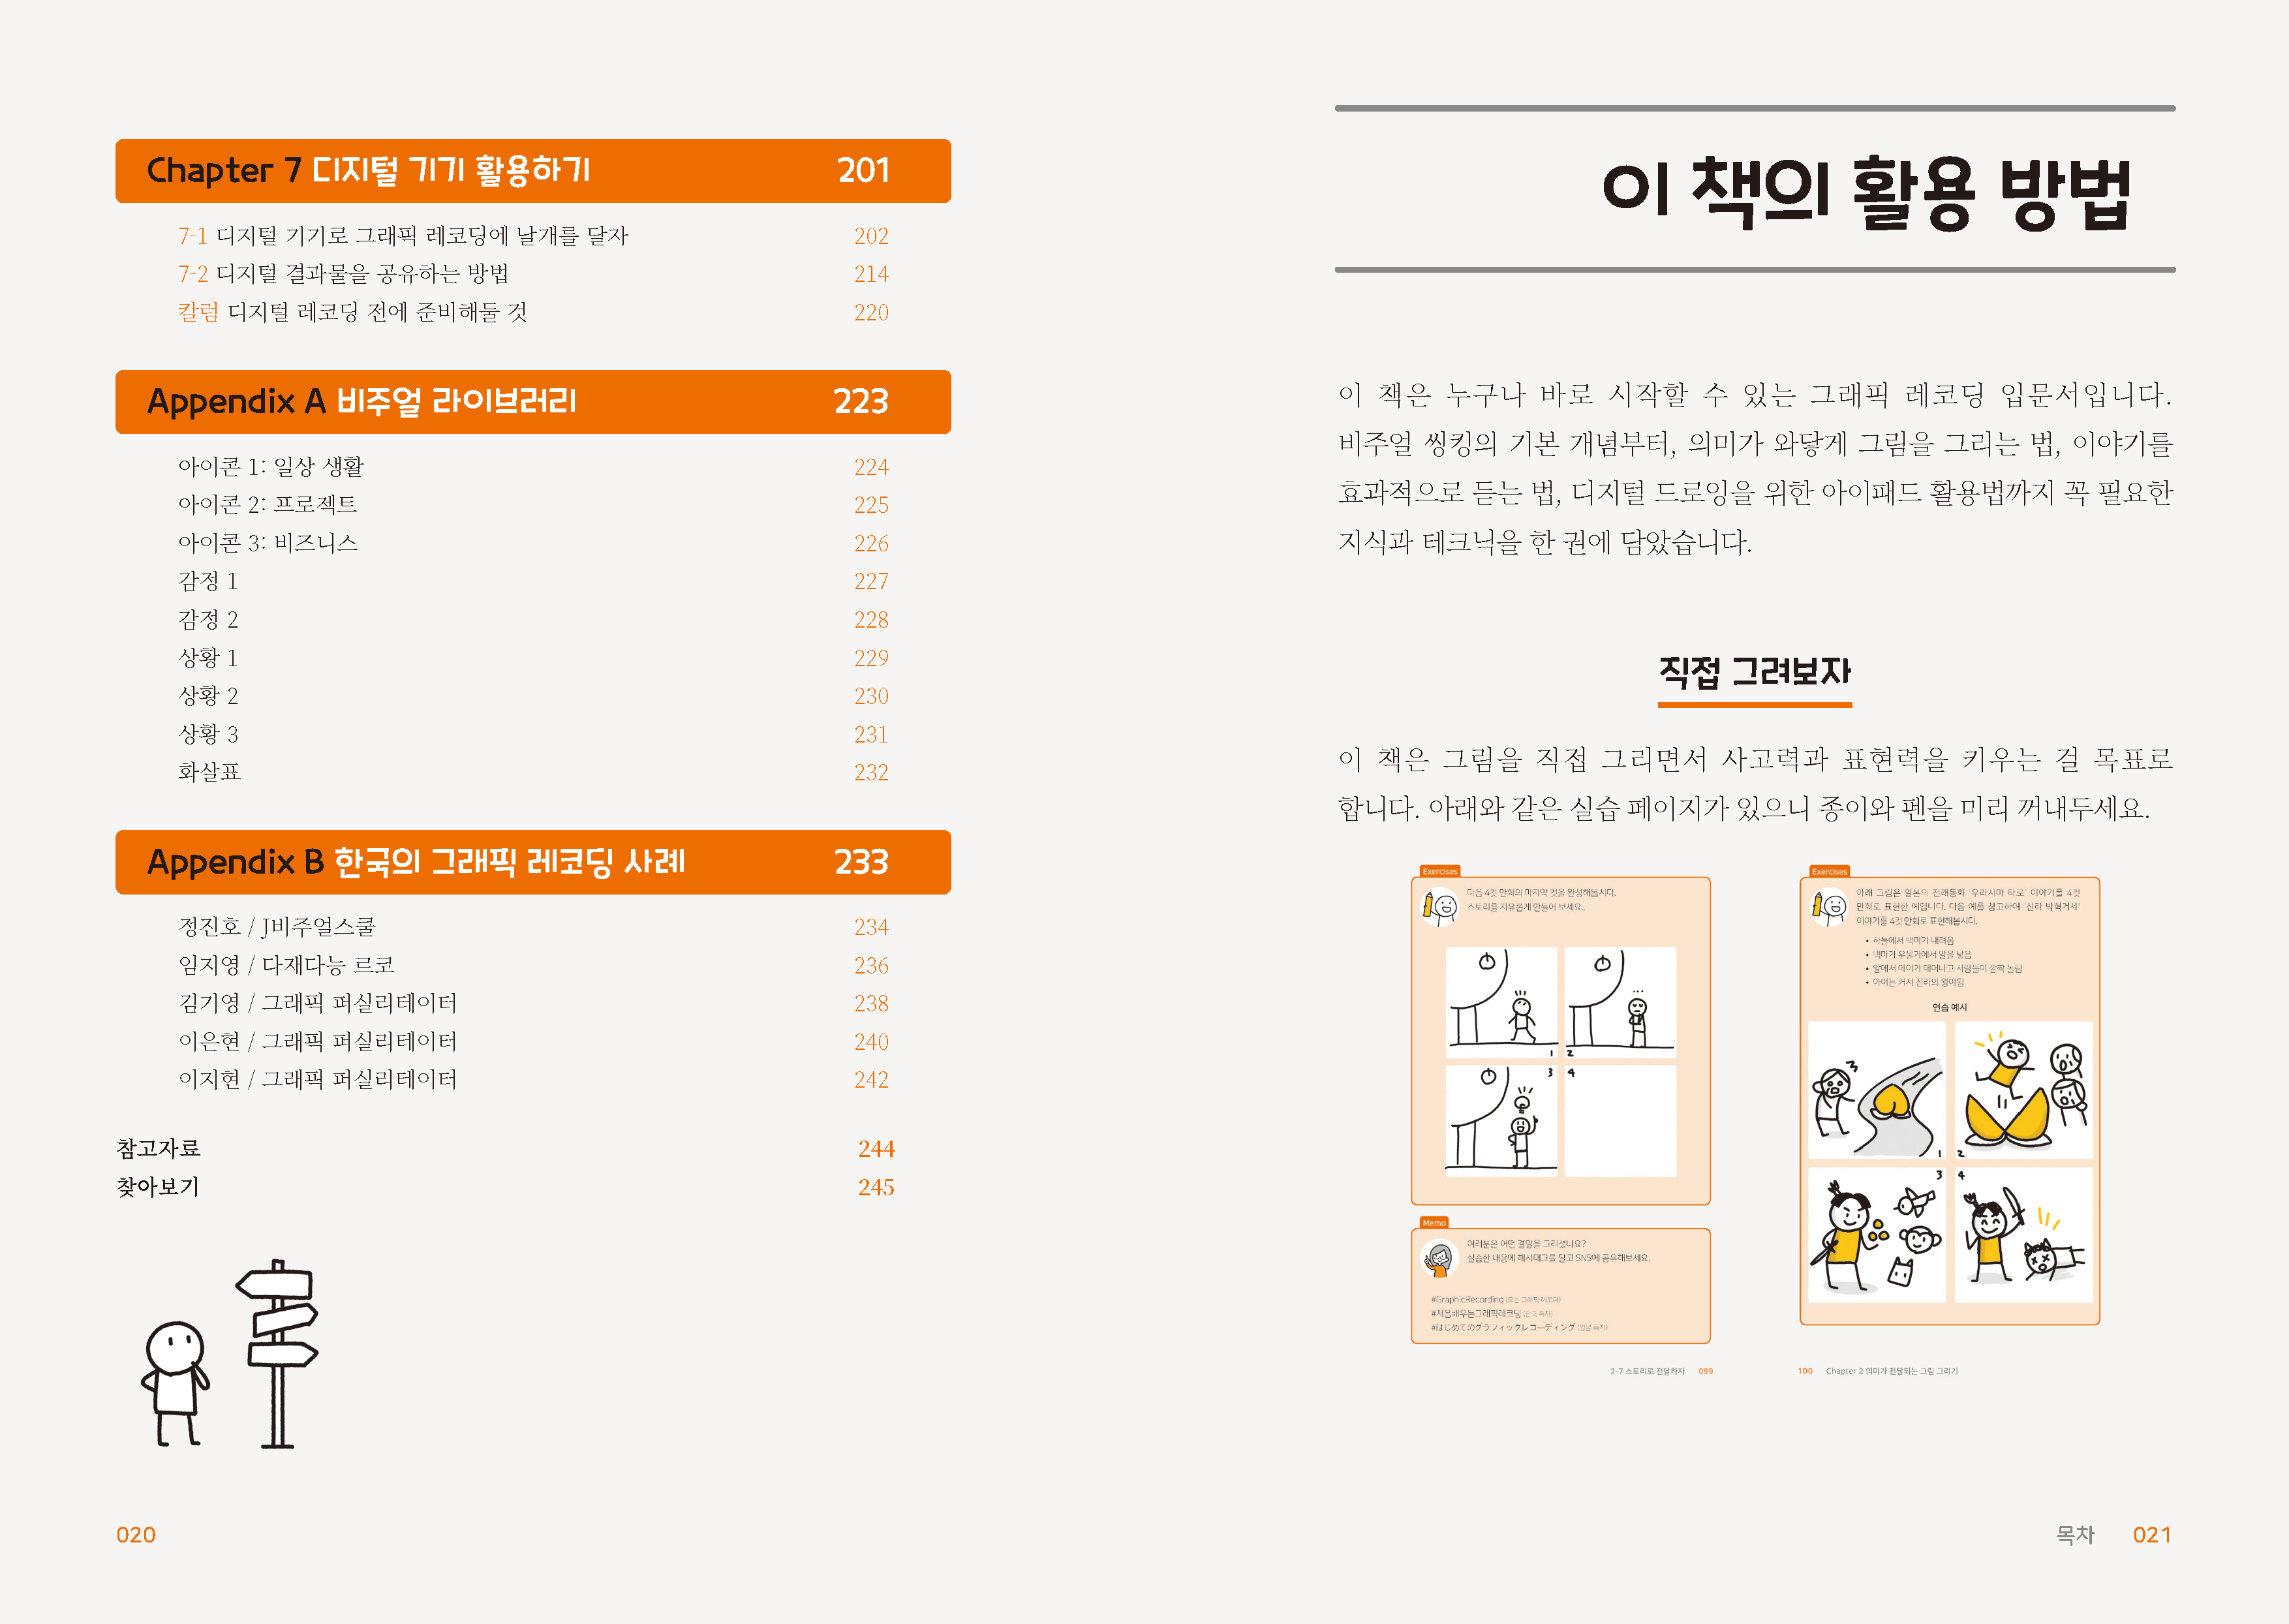 Chapter 7 디지털 기기 활용하기 201
7-1 디지털 기기로 그래픽 레코딩에 날개를 달자 202
7-2 디지털 결과물을 공유하는 방법 214
칼럼 디지털 레코딩 전에 준비해둘 것 220
Appendix A 비주얼 라이브러리 223
아이콘 1: 일상 생활 224
아이콘 2: 프로젝트 225
아이콘 3: 비즈니스 226
감정 1 227
감정 2 228
상황 1 229
상황 2 230
상황 3 231
화살표 232
Appendix B 한국의 그래픽 레코딩 사례 233
정진호 / J비주얼스쿨 234
임지영 / 다재다능 르코 236
김기영 / 그래픽 퍼실리테이터 238
이은현 / 그래픽 퍼실리테이터 240
이지현 / 그래픽 퍼실리테이터 242
참고자료 244
찾아보기 245
020
이 책의 활용 방법
이 책은 누구나 바로 시작할 수 있는 그래픽 레코딩 입문서입니다.
비주얼 씽킹의 기본 개념부터, 의미가 와닿게 그림을 그리는 법, 이야기를
효과적으로 듣는 법, 디지털 드로잉을 위한 아이패드 활용법까지 꼭 필요한
지식과 테크닉을 한 권에 담았습니다.
직접 그려보자
이 책은 그림을 직접 그리면서 사고력과 표현력을 키우는 걸 목표로
합니다. 아래와 같은 실습 페이지가 있으니 종이와 펜을 미리 꺼내두세요.
Exercises
다음 4컷 만화의 마지막 컷을 완성해봅시다.
스토리를 자유롭게 만들어 보세요.
1 2
3 4
Memo
여러분은 어떤 결말을 그리셨나요?
실습한 내용에 해시태그를 달고 SNS에 공유해보세요.
#GraphicRecording
#처음배우는그래픽레코딩 (한국 독자)
#はじめてのグラフィックレコーディング (일본 독자)
2-7 스토리로 전달하자 099
Exercises
아래 그림은 일본의 전래동화 '우라시마 타로' 이야기를 4컷
만화로 표현한 예입니다. 다음 예를 참고하여 '신라 박혁거세'
이야기를 4컷 만화로 표현해봅시다.
• 하늘에서 백마가 내려옴
• 백마가 우물가에서 알을 낳음
• 알에서 아이가 태어나고 사람들이 깜짝 놀람
• 아이는 커서 신라의 왕이됨
연습 예시
1 2
3 4
100 Chapter 2 의미가 전달되는 그림 그리기
목차 021